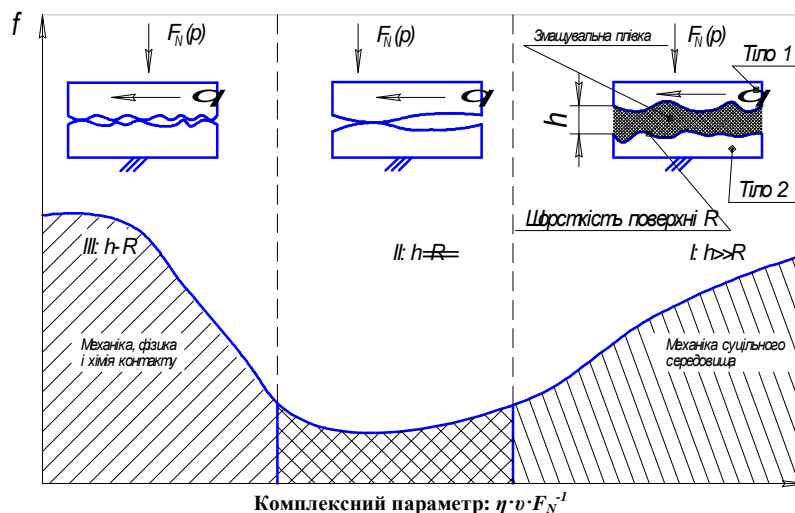 f
F_N (p)
F_N (p)
Змащувальна плівка
F_N (p)
Тіло 1
q
q
q
h
Тіло 2
Шорсткість поверхні R
III: h-R
II: h=R
I: h>>R
Механіка, фізика
і хімія контакту
Механіка суцільного
середовища
Комплексний параметр: η·υ·F_N^-1